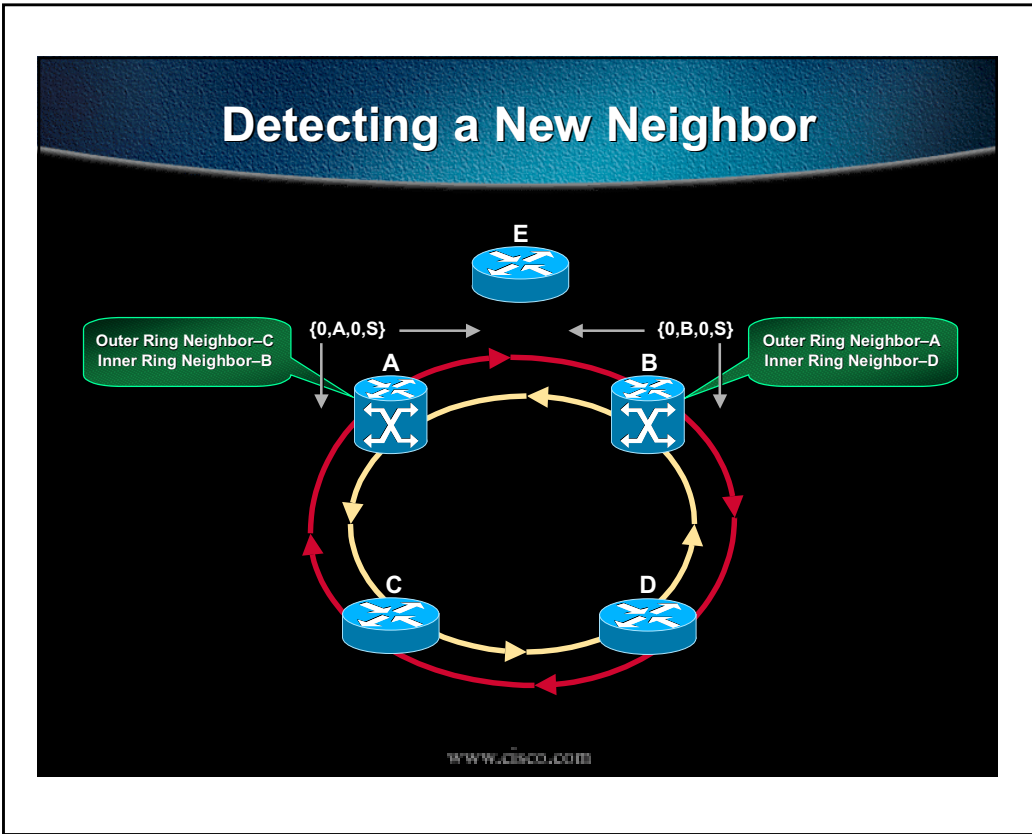 Detecting a New Neighbor
E
{0,A,0,S}
{0,B,0,S}
Outer Ring Neighbor–C
Inner Ring Neighbor–B
Outer Ring Neighbor–A
Inner Ring Neighbor–D
A
B
C
D
www.cisco.com